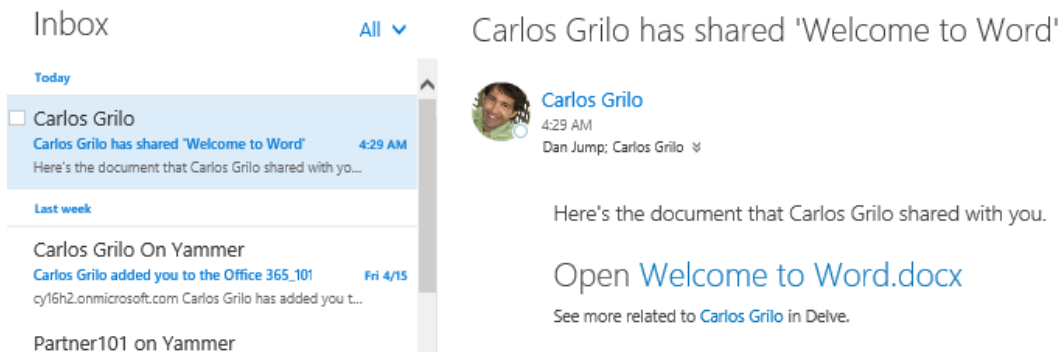 Inbox
All
Today
Carlos Grilo
Carlos Grilo has shared 'Welcome to Word'
4:29 AM
Here's the document that Carlos Grilo shared with yo...
Last week
Carlos Grilo On Yammer
Carlos Grilo added you to the Office 365_101
Fri 4/15
cy16h2.onmicrosoft.com Carlos Grilo has added you t...
Partner101 on Yammer
Carlos Grilo has shared 'Welcome to Word'
Carlos Grilo
4:29 AM
Dan Jump; Carlos Grilo
Here's the document that Carlos Grilo shared with you.
Open Welcome to Word.docx
See more related to Carlos Grilo in Delve.